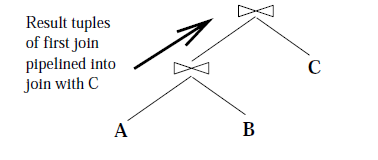 Result tuples
of first join
pipelined into
join with C
C
A
B